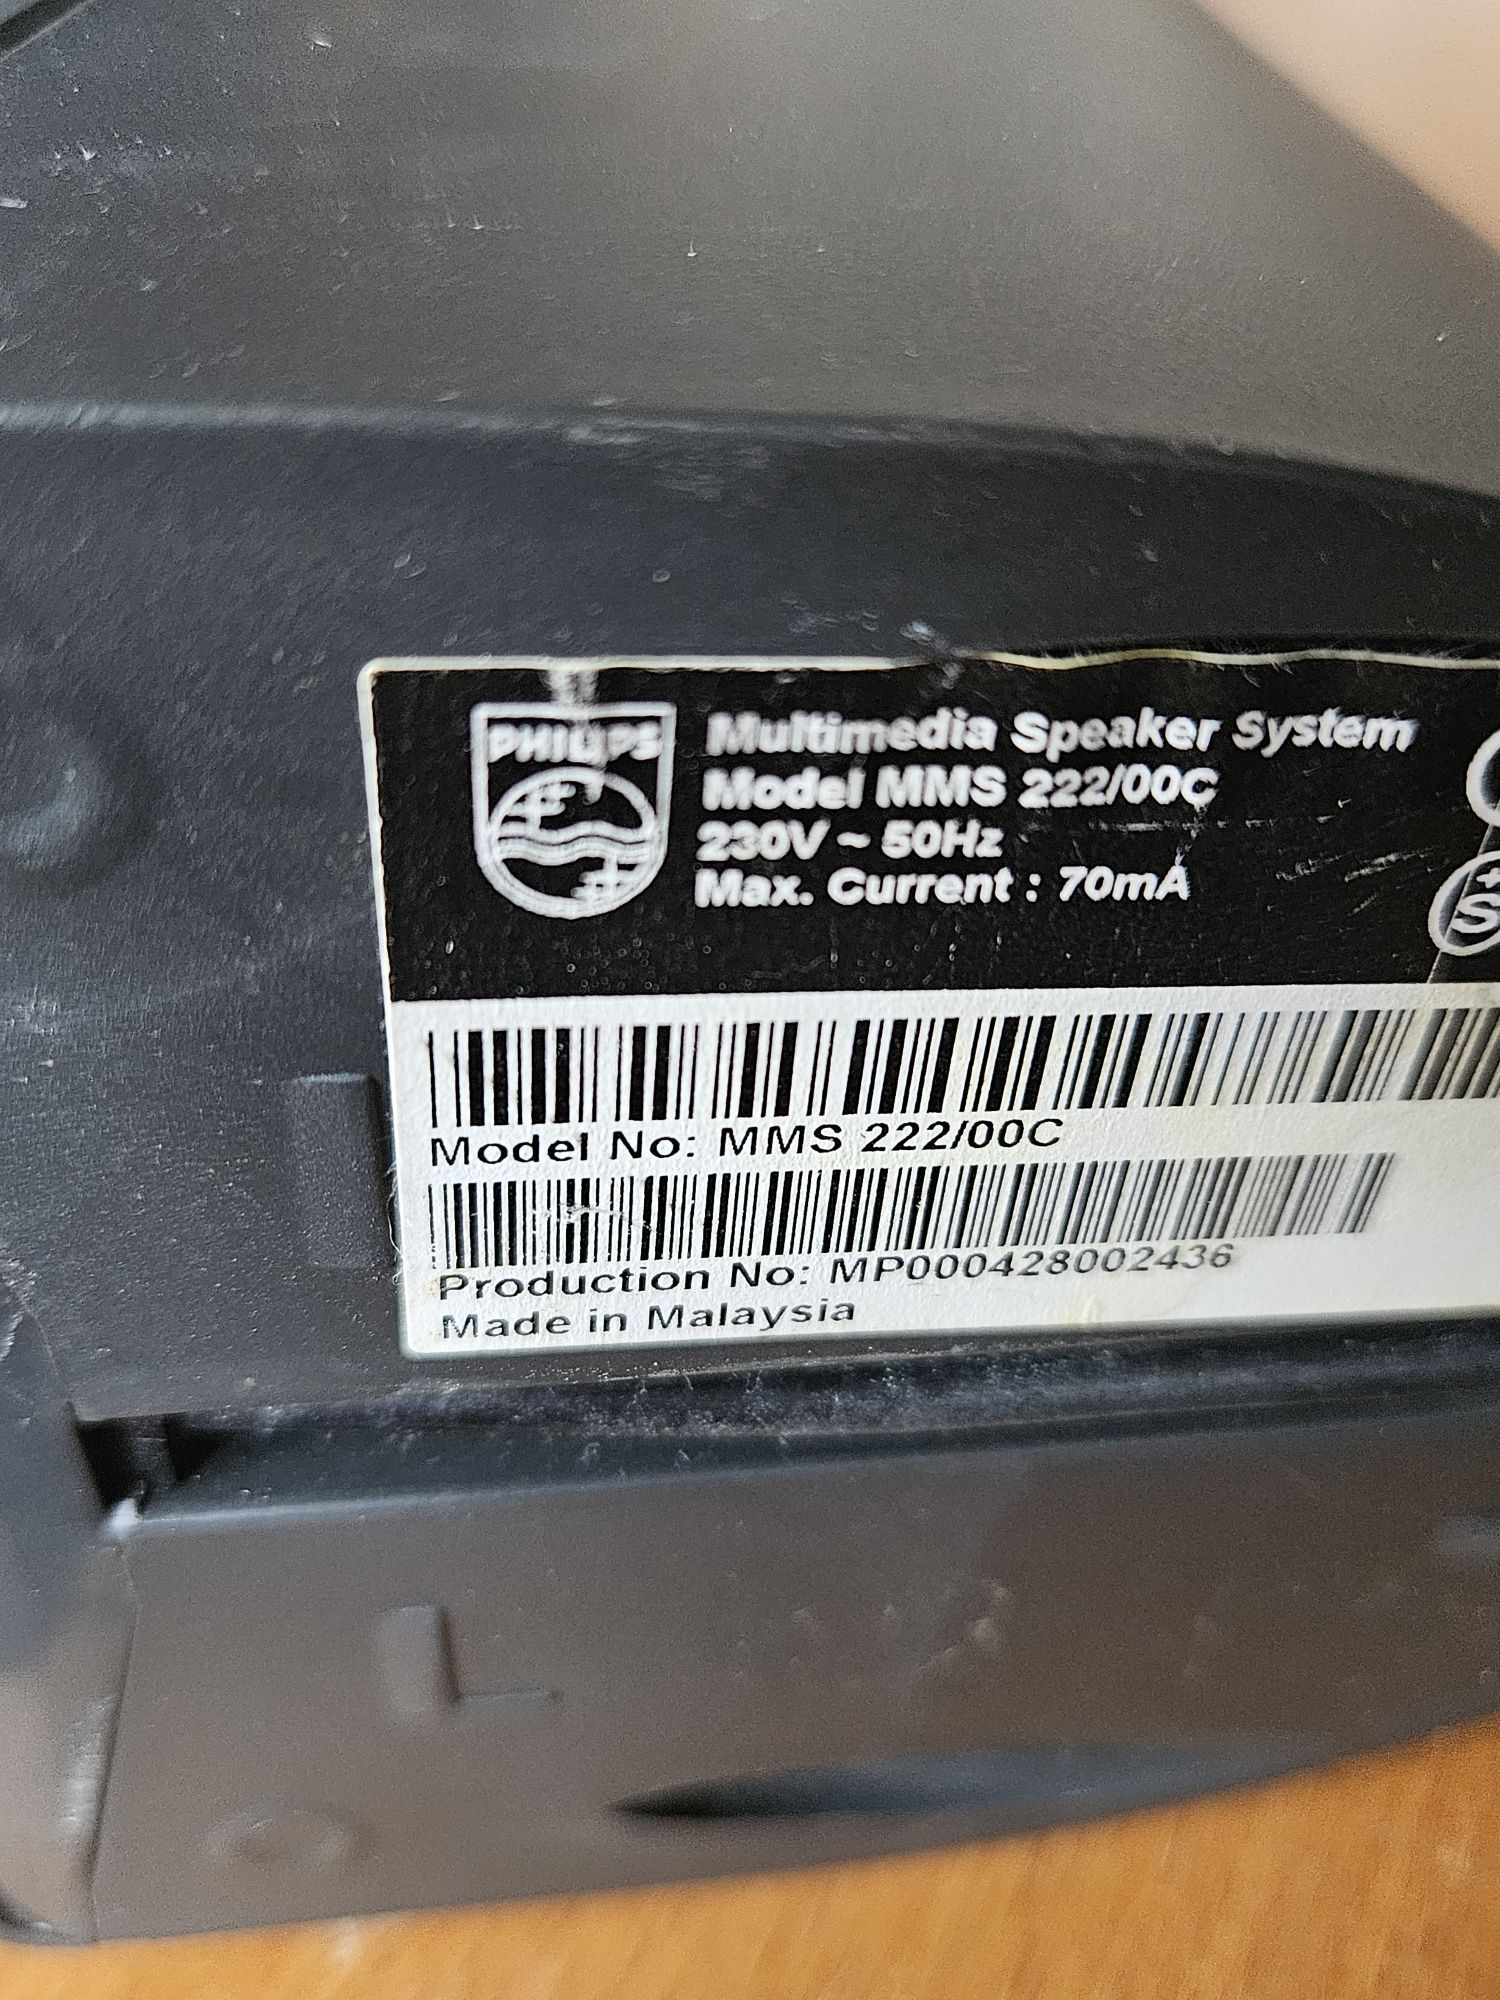 PHILIPS
Multimedia Speaker System
Model MMS 222/00C
230V ~ 50Hz
Max. Current : 70mA
S
Model No: MMS 222/00C
Production No: MP000428002436
Made in Malaysia